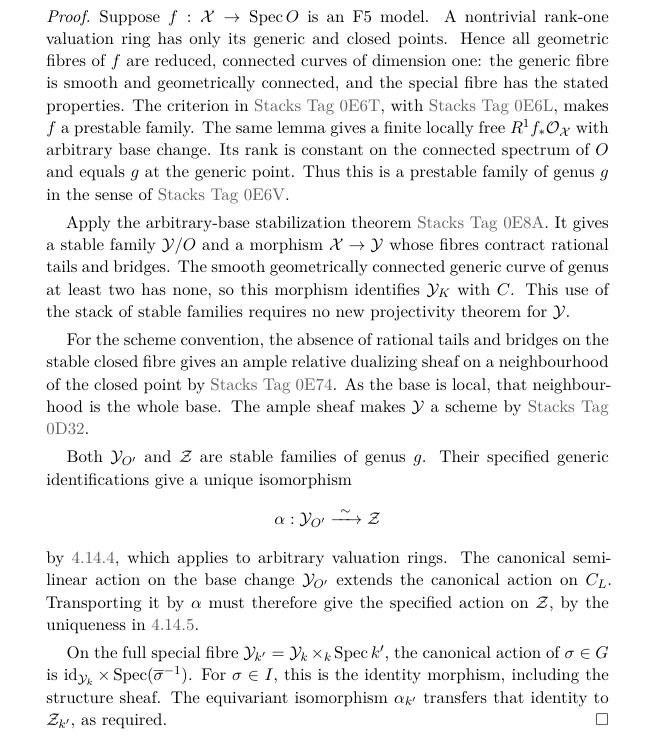 Proof. Suppose f : 𝒳 → Spec O is an F5 model. A nontrivial rank-one
valuation ring has only its generic and closed points. Hence all geometric
fibres of f are reduced, connected curves of dimension one: the generic fibre
is smooth and geometrically connected, and the special fibre has the stated
properties. The criterion in Stacks Tag 0E6T, with Stacks Tag 0E6L, makes
f a prestable family. The same lemma gives a finite locally free R¹f∗𝒪_𝒳 with
arbitrary base change. Its rank is constant on the connected spectrum of O
and equals g at the generic point. Thus this is a prestable family of genus g
in the sense of Stacks Tag 0E6V.
Apply the arbitrary-base stabilization theorem Stacks Tag 0E8A. It gives
a stable family 𝒴/O and a morphism 𝒳 → 𝒴 whose fibres contract rational
tails and bridges. The smooth geometrically connected generic curve of genus
at least two has none, so this morphism identifies 𝒴_K with C. This use of
the stack of stable families requires no new projectivity theorem for 𝒴.
For the scheme convention, the absence of rational tails and bridges on the
stable closed fibre gives an ample relative dualizing sheaf on a neighbourhood
of the closed point by Stacks Tag 0E74. As the base is local, that neighbour-
hood is the whole base. The ample sheaf makes 𝒴 a scheme by Stacks Tag
0D32.
Both 𝒴_{O′} and 𝒵 are stable families of genus g. Their specified generic
identifications give a unique isomorphism
α : 𝒴_{O′} ⥲ 𝒵
by 4.14.4, which applies to arbitrary valuation rings. The canonical semi-
linear action on the base change 𝒴_{O′} extends the canonical action on C_L.
Transporting it by α must therefore give the specified action on 𝒵, by the
uniqueness in 4.14.5.
On the full special fibre 𝒴_{k′} = 𝒴_k ×_k Spec k′, the canonical action of σ ∈ G
is id_{𝒴_k} × Spec(σ̅⁻¹). For σ ∈ I, this is the identity morphism, including the
structure sheaf. The equivariant isomorphism α_{k′} transfers that identity to
𝒵_{k′}, as required. □